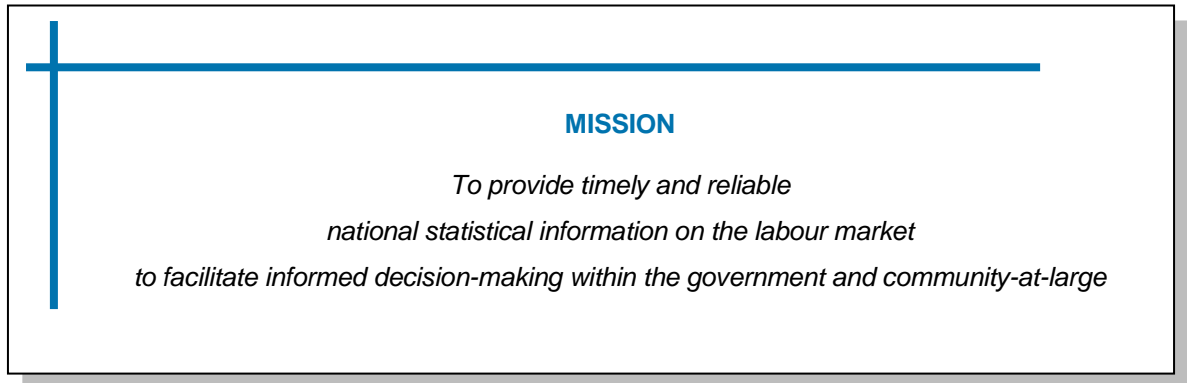 MISSION
To provide timely and reliable
national statistical information on the labour market
to facilitate informed decision-making within the government and community-at-large